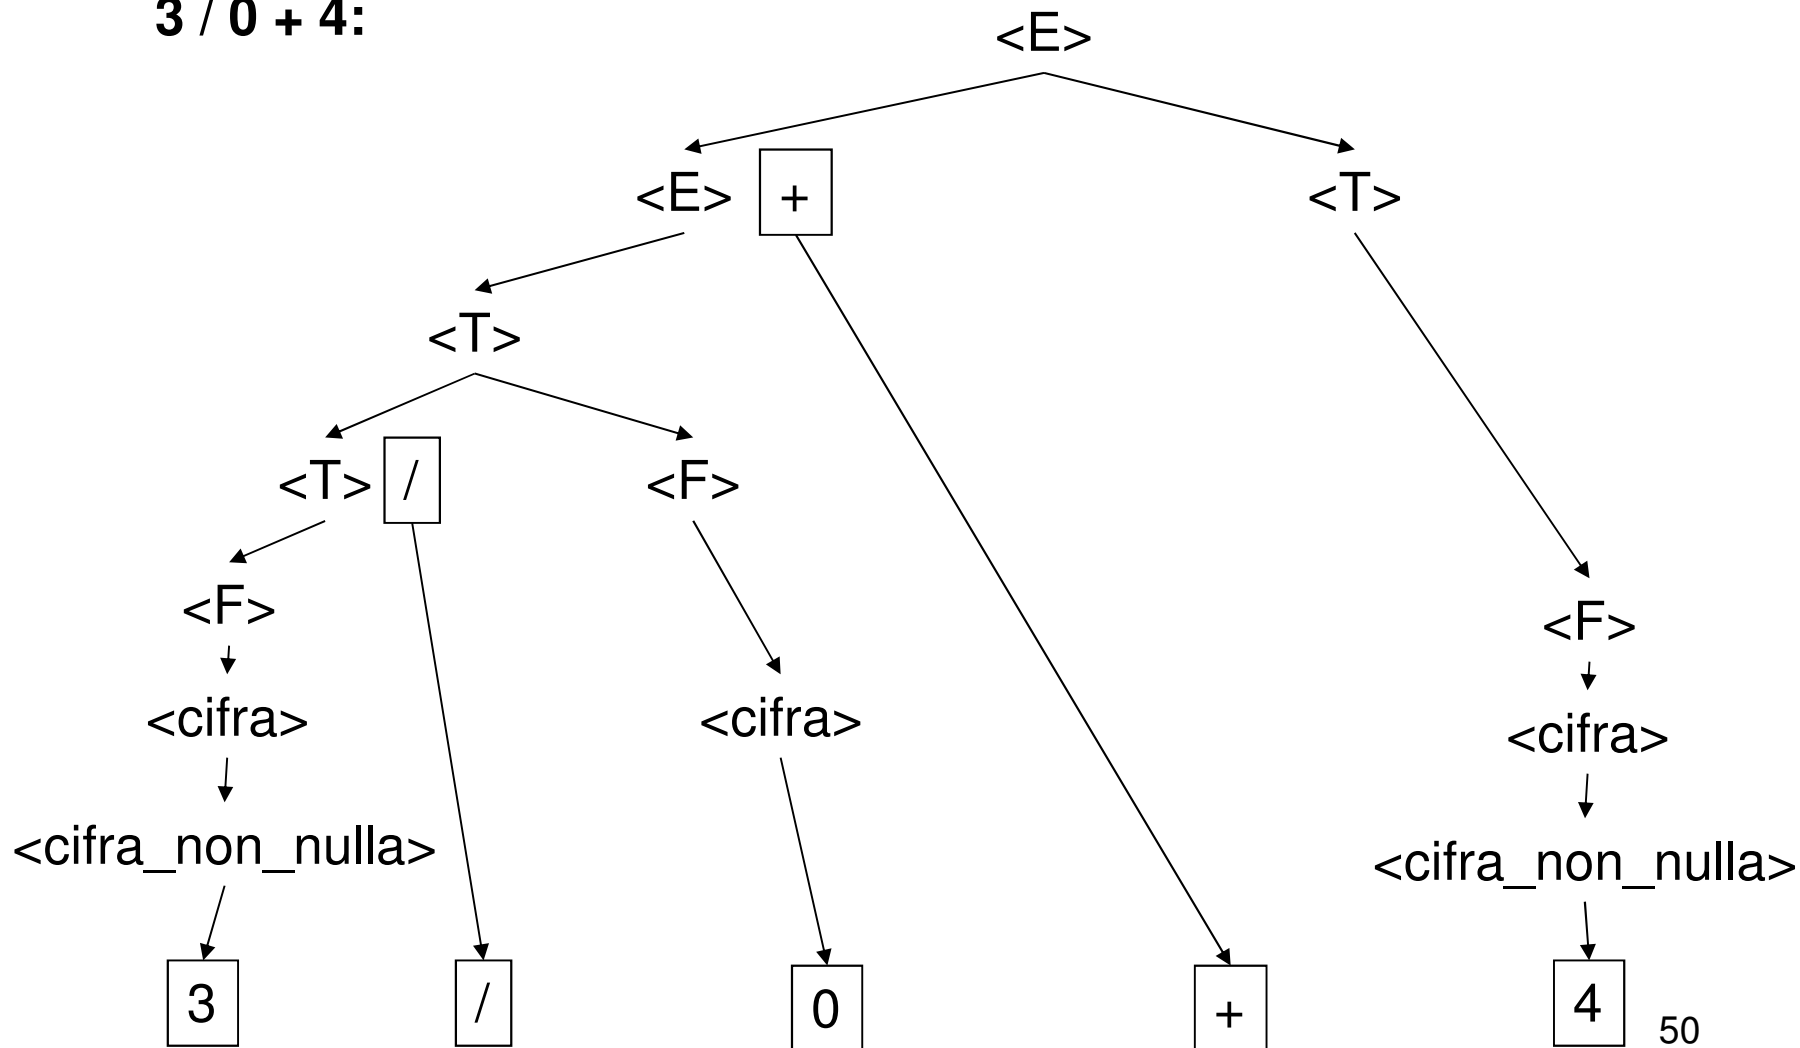 3 / 0 + 4:
<E>
<E> + <T>
<T>
<T> / <F>
<F> <F>
<cifra> <cifra> <cifra>
<cifra_non_nulla> <cifra_non_nulla>
3 / 0 + 4
50